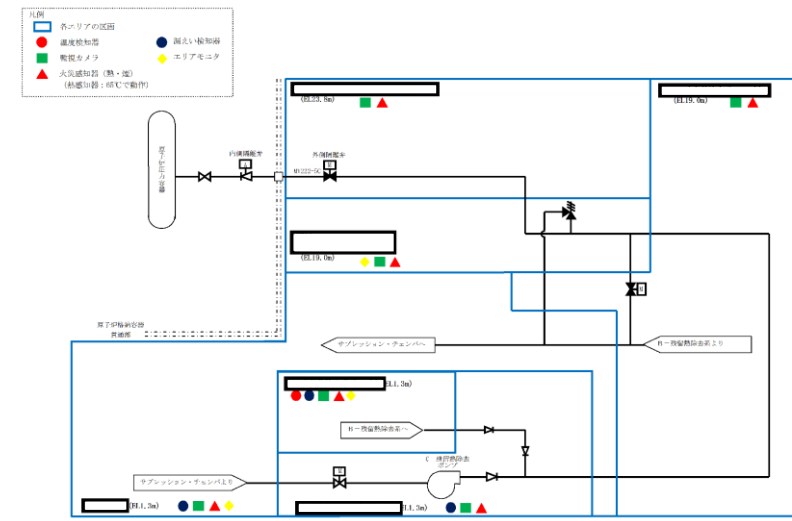 凡例
各エリアの区画
温度検知器
漏えい検知器
監視カメラ
エリアモニタ
火災感知器（熱・煙）
（熱感知器：65℃で動作）
(EL23.8m)
(EL19.0m)
原子炉圧力容器
内側隔離弁
外側隔離弁
MV222-5C
(EL19.0m)
原子炉格納容器
貫通部
サプレッション・チェンバへ
B－残留熱除去系より
(EL1.3m)
B－残留熱除去系へ
C－残留熱除去
ポンプ
サプレッション・チェンバより
(EL1.3m)
(EL1.3m)